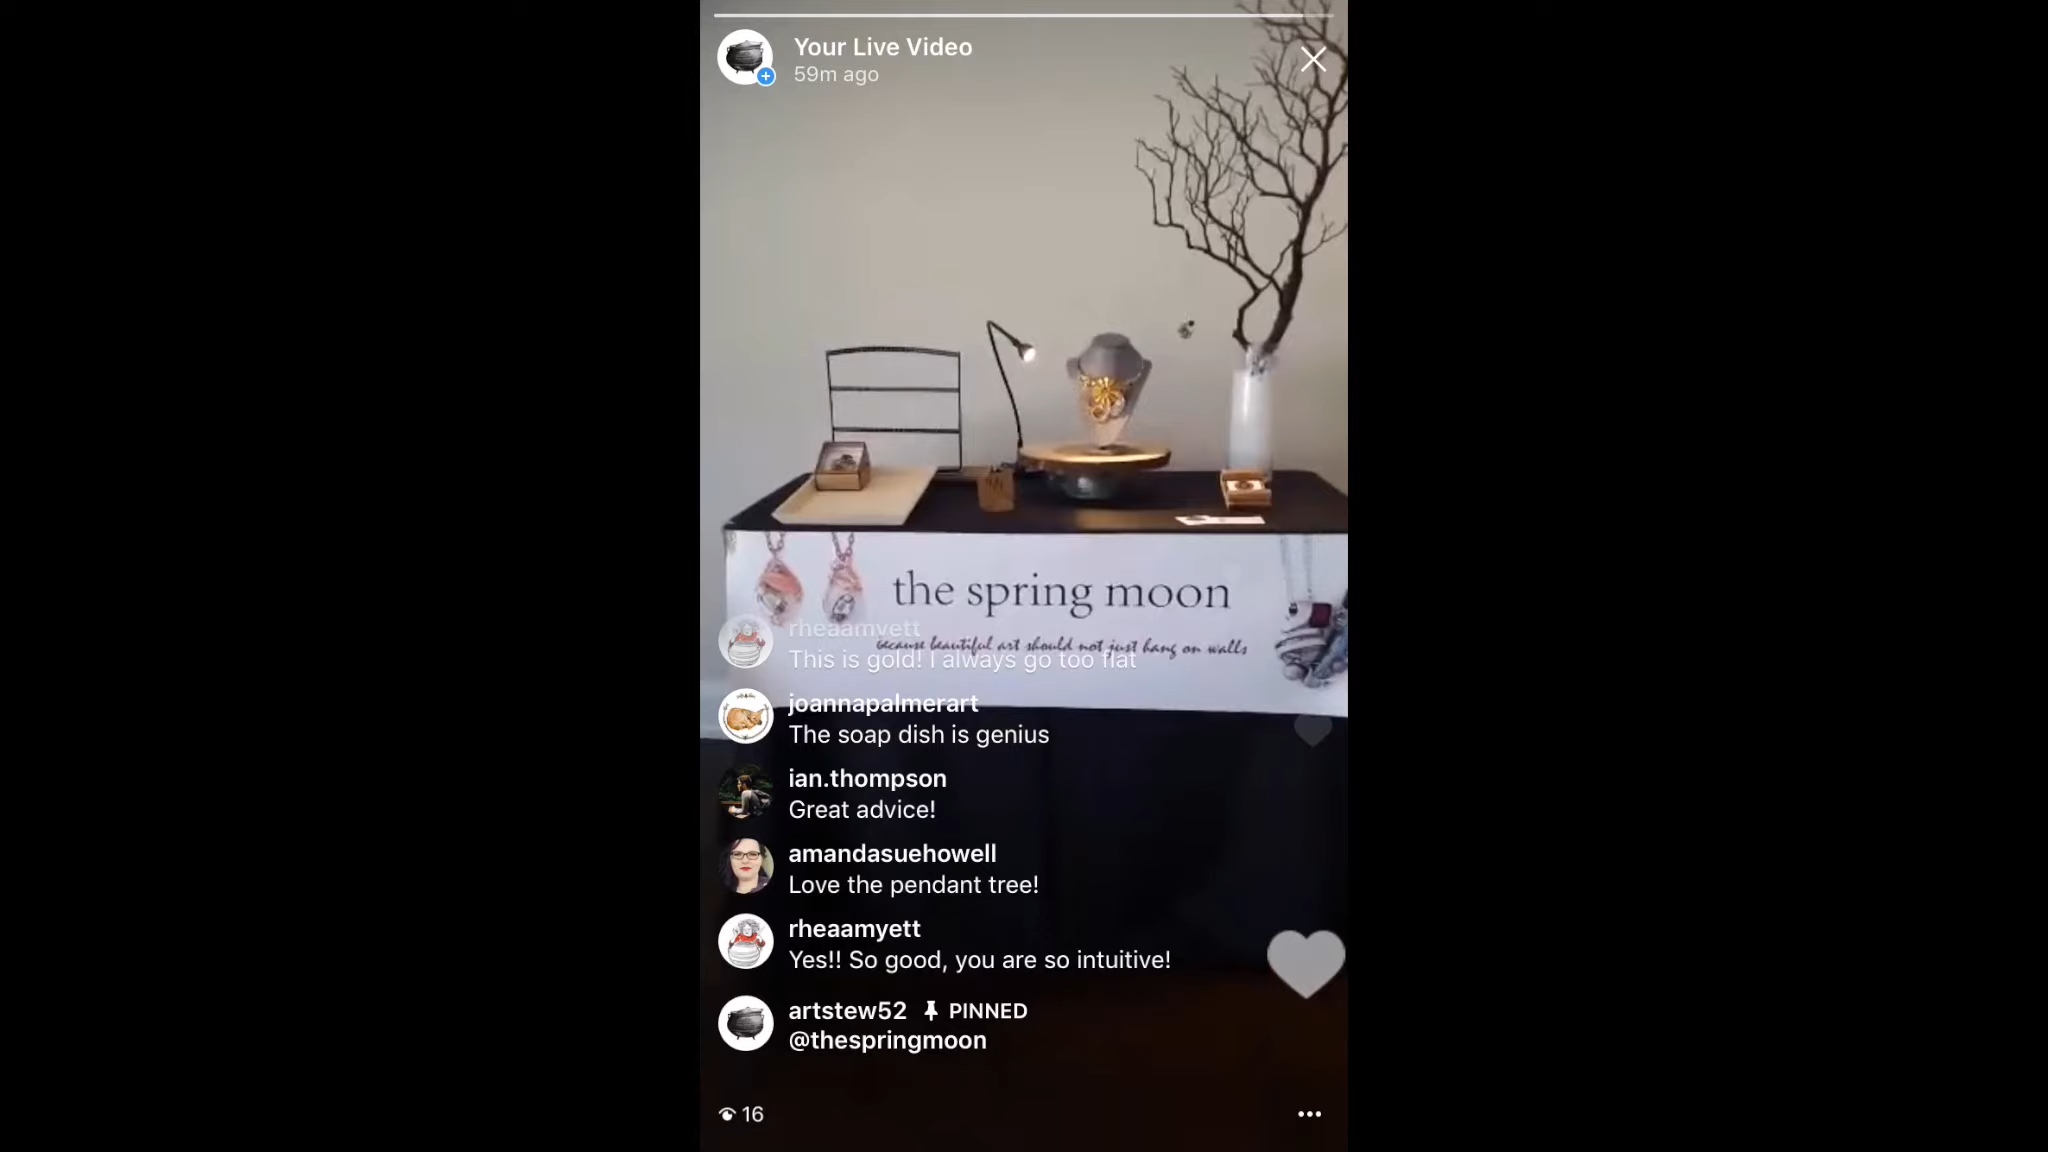 Your Live Video
59m ago
the spring moon
because beautiful art should not just hang on walls
rheaamyett
This is gold! I always go too flat
joannapalmerart
The soap dish is genius
ian.thompson
Great advice!
amandasuehowell
Love the pendant tree!
rheaamyett
Yes!! So good, you are so intuitive!
artstew52 PINNED
@thespringmoon
16